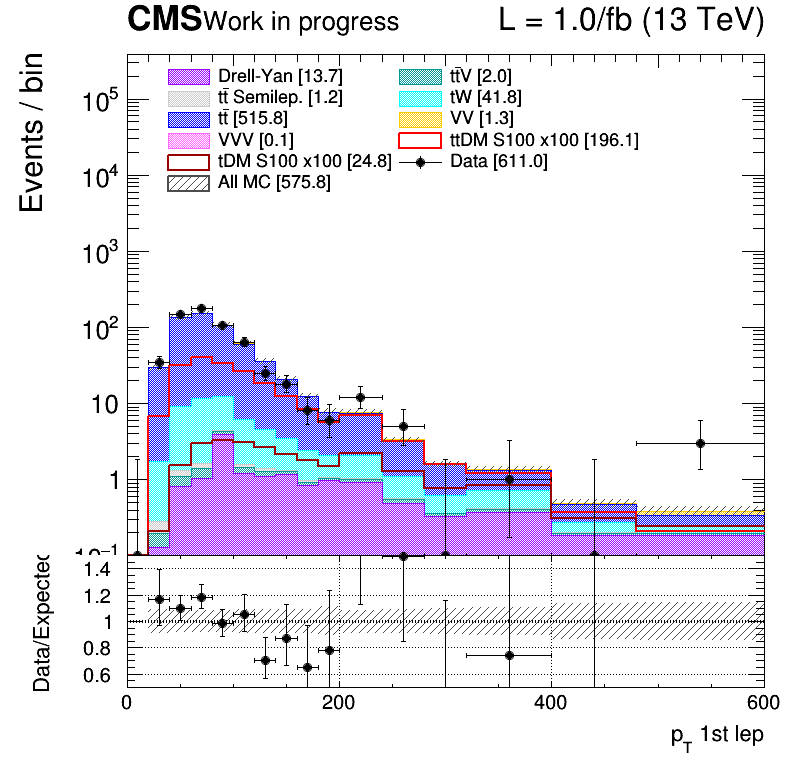 CMS Work in progress L = 1.0/fb (13 TeV)
Events / bin
Drell-Yan [13.7] tt̄V [2.0]
tt̄ Semilep. [1.2] tW [41.8]
tt̄ [515.8] VV [1.3]
VVV [0.1] ttDM S100 x100 [196.1]
tDM S100 x100 [24.8] Data [611.0]
All MC [575.8]
10⁵
10⁴
10³
10²
10
1
10⁻¹
Data/Expected
1.4
1.2
1
0.8
0.6
0 200 400 600
p_T 1st lep